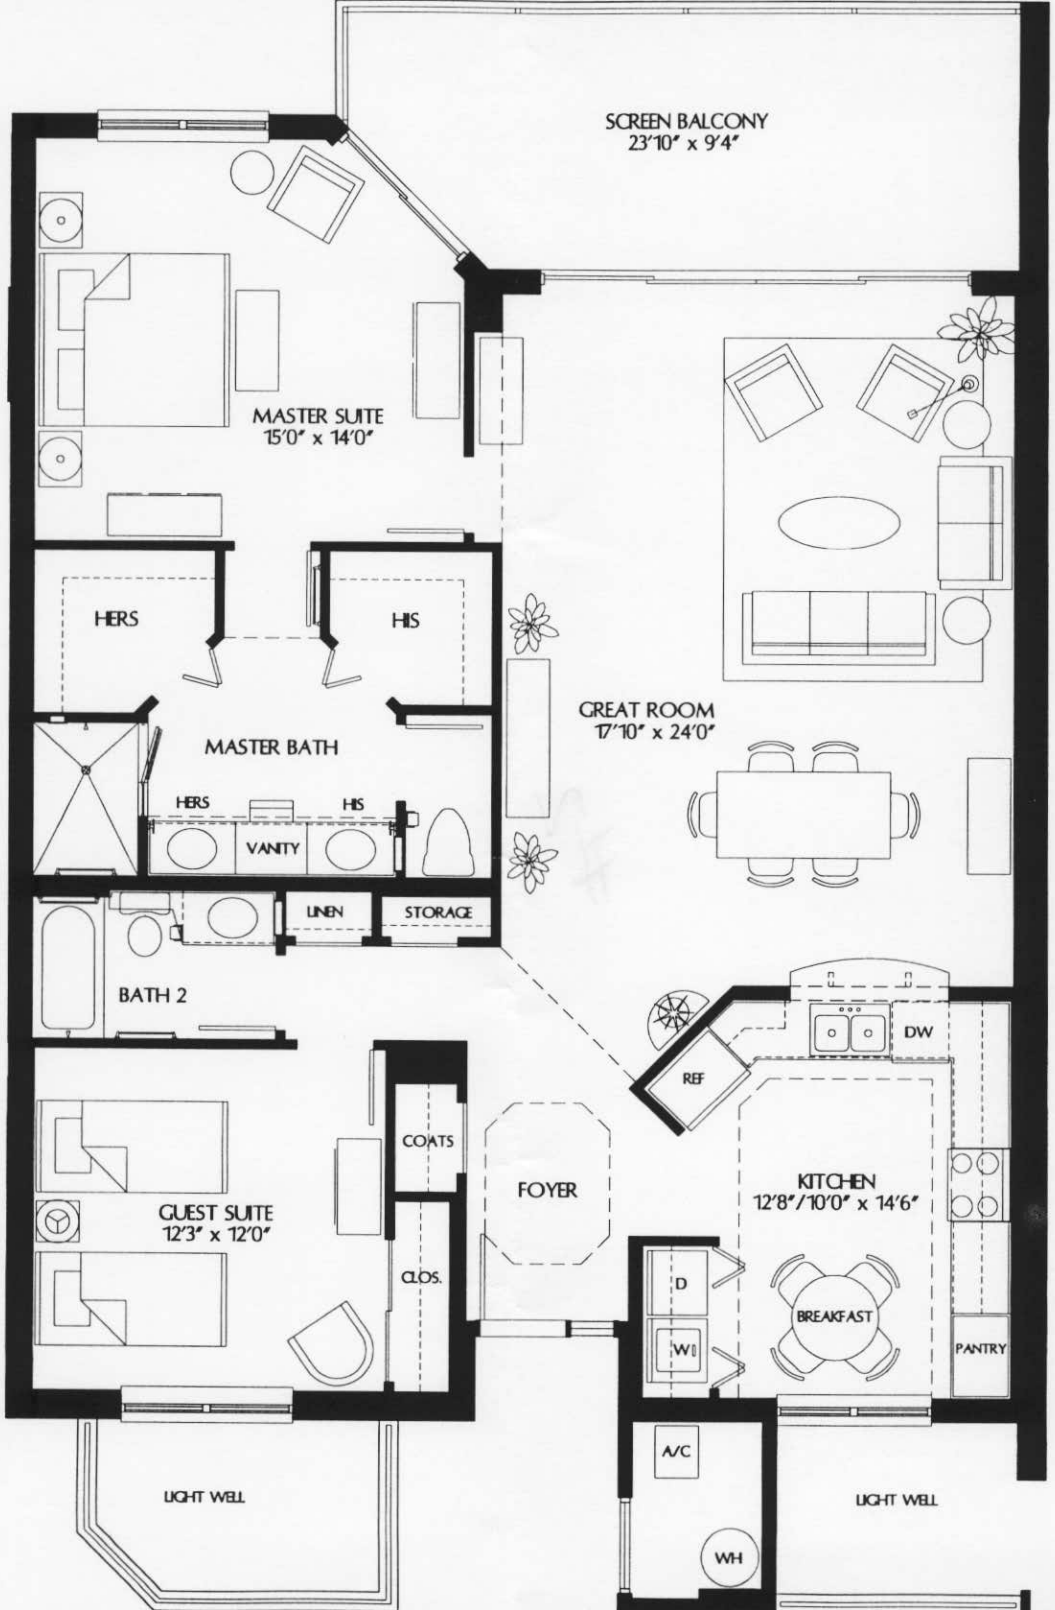 SCREEN BALCONY
23'10" x 9'4"
MASTER SUITE
15'0" x 14'0"
HERS
HIS
GREAT ROOM
17'10" x 24'0"
MASTER BATH
HERS
HIS
VANITY
LINEN
STORAGE
BATH 2
DW
REF
COATS
FOYER
KITCHEN
12'8"/10'0" x 14'6"
GUEST SUITE
12'3" x 12'0"
CLOS.
D
W
BREAKFAST
PANTRY
A/C
LIGHT WELL
LIGHT WELL
WH